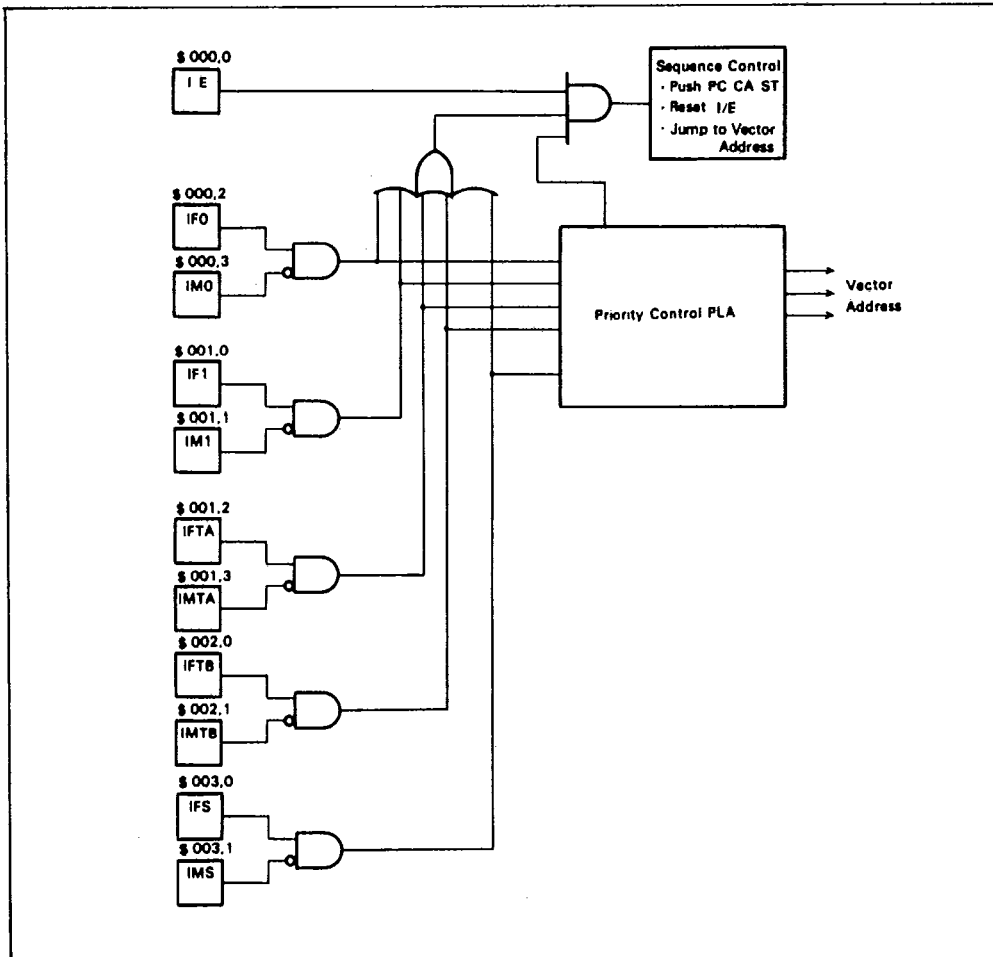 $ 000,0
I E
Sequence Control
· Push PC CA ST
· Reset I/E
· Jump to Vector
Address
$ 000,2
IF0
$ 000,3
IM0
Priority Control PLA
Vector
Address
$ 001,0
IF1
$ 001,1
IM1
$ 001,2
IFTA
$ 001,3
IMTA
$ 002,0
IFTB
$ 002,1
IMTB
$ 003,0
IFS
$ 003,1
IMS